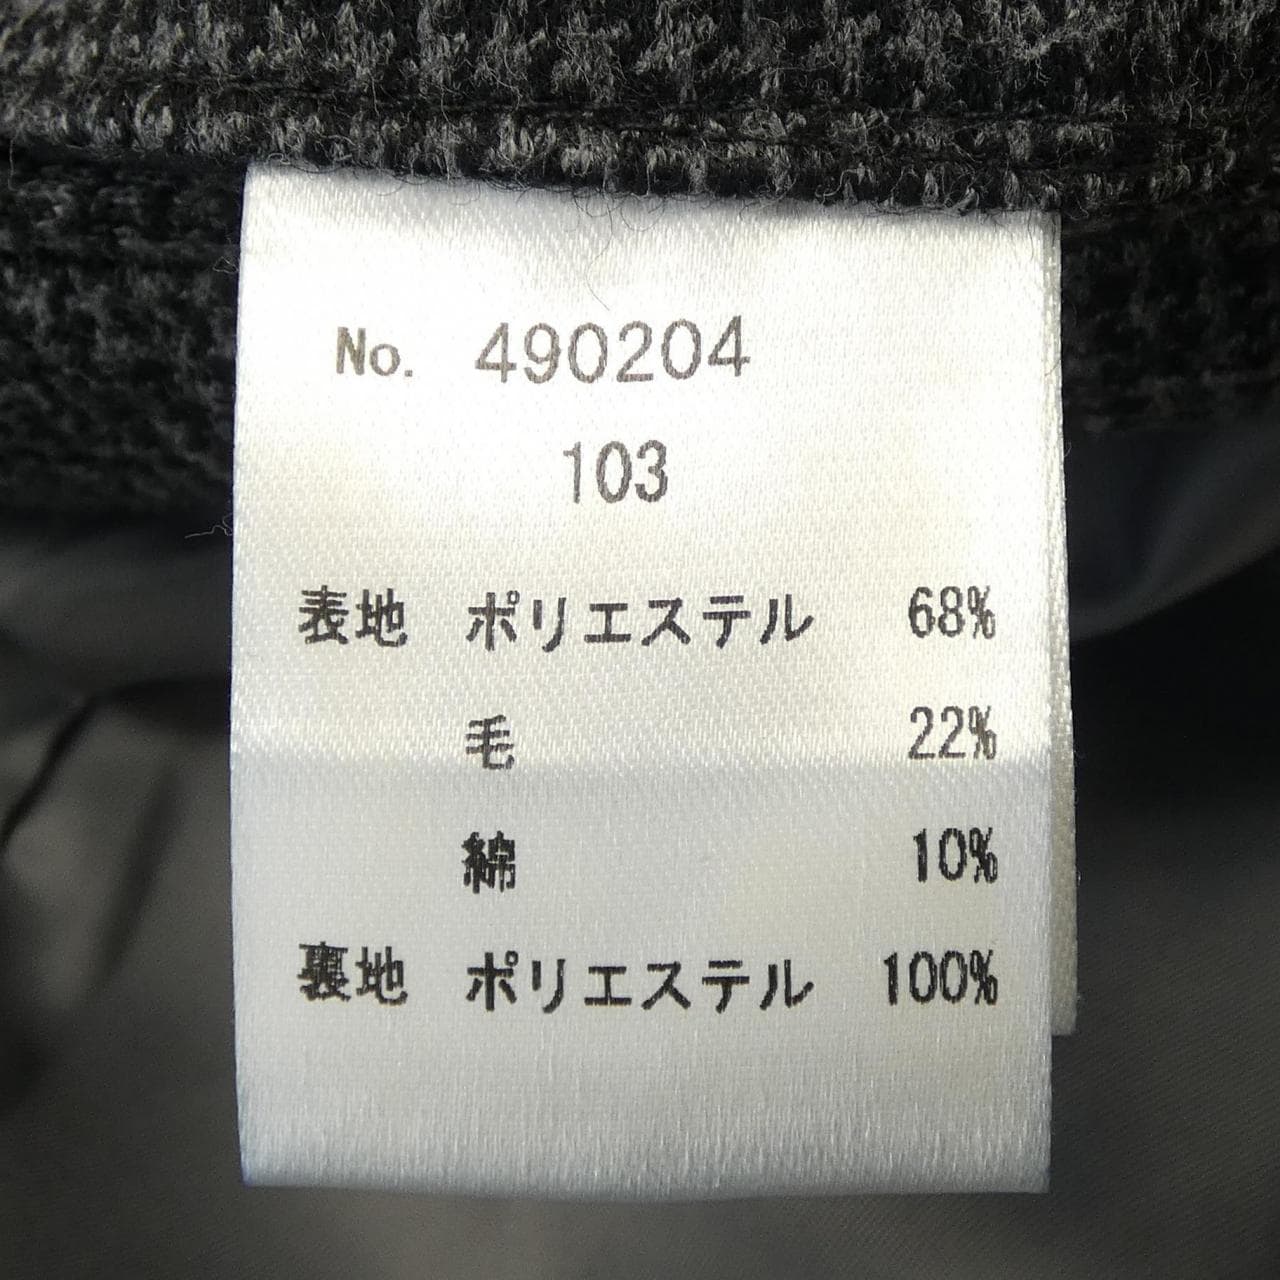 No. 490204
103
表地 ポリエステル 68%
毛 22%
綿 10%
裏地 ポリエステル 100%